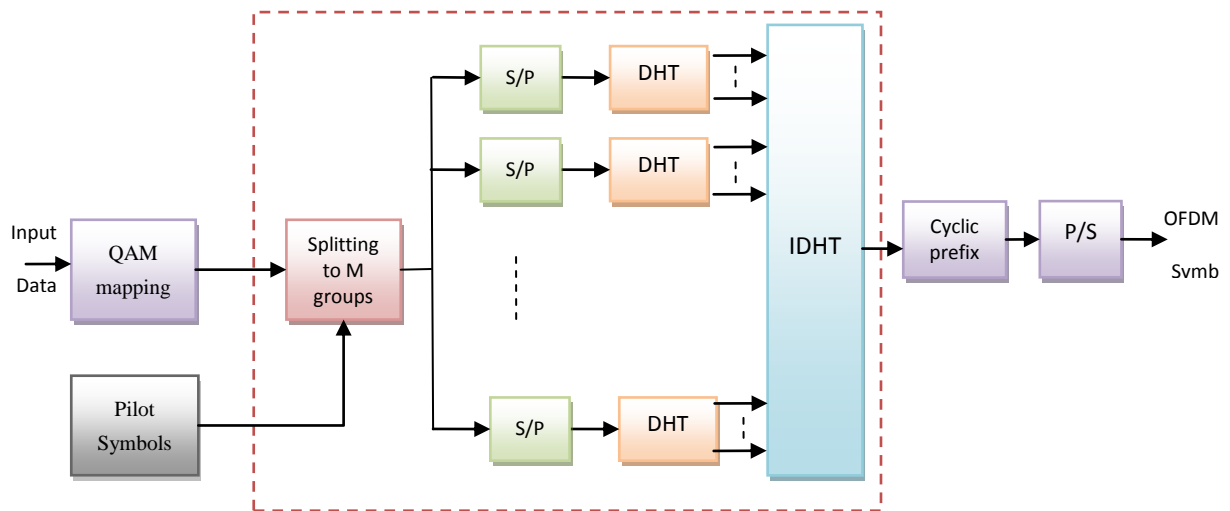 Input
Data
QAM
mapping
Pilot
Symbols
Splitting
to M
groups
S/P
DHT
S/P
DHT
S/P
DHT
IDHT
Cyclic
prefix
P/S
OFDM
Svmb